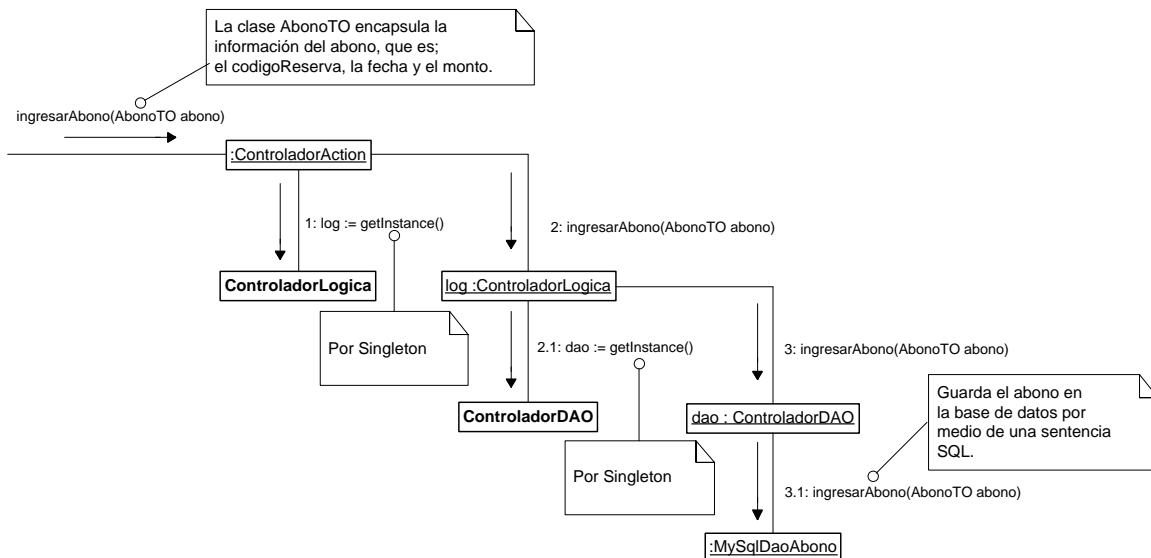 La clase AbonoTO encapsula la
información del abono, que es;
el codigoReserva, la fecha y el monto.
ingresarAbono(AbonoTO abono)
:ControladorAction
1: log := getInstance()
2: ingresarAbono(AbonoTO abono)
ControladorLogica
log :ControladorLogica
Por Singleton
2.1: dao := getInstance()
3: ingresarAbono(AbonoTO abono)
ControladorDAO
dao : ControladorDAO
Guarda el abono en
la base de datos por
medio de una sentencia
SQL.
Por Singleton
3.1: ingresarAbono(AbonoTO abono)
:MySqlDaoAbono